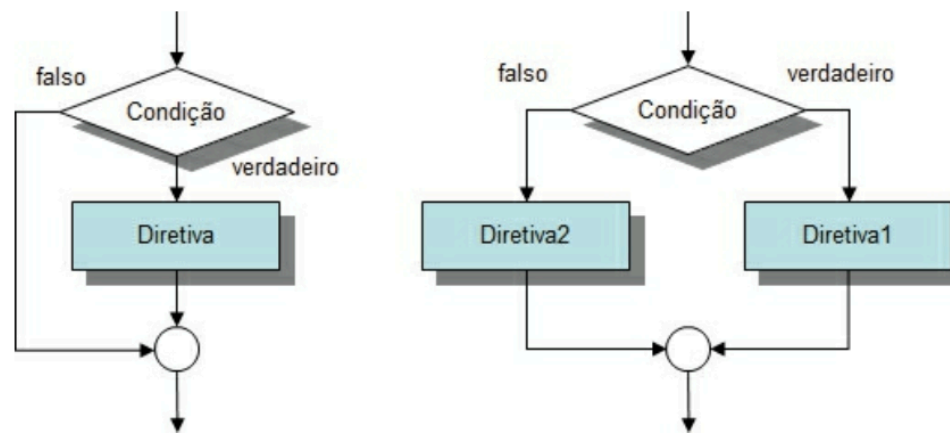 falso
Condição
verdadeiro
Diretiva
falso
verdadeiro
Condição
Diretiva2
Diretiva1